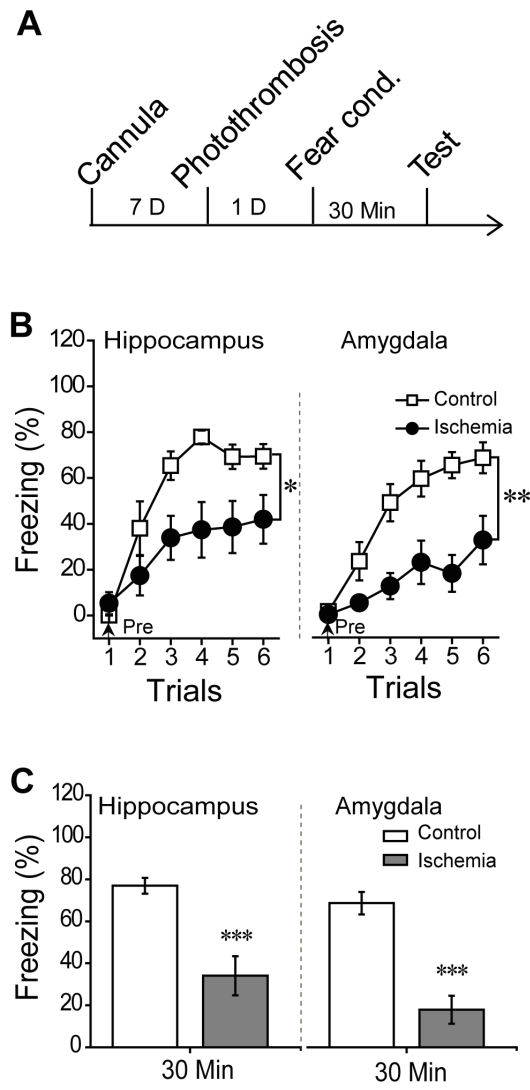 A
Cannula
Photothrombosis
Fear cond.
Test
7 D
1 D
30 Min
B
Hippocampus
Amygdala
Control
Ischemia
Freezing (%)
120
100
80
60
40
20
0
*
**
Pre
Pre
1 2 3 4 5 6
1 2 3 4 5 6
Trials
Trials
C
Hippocampus
Amygdala
Control
Ischemia
Freezing (%)
120
100
80
60
40
20
0
***
***
30 Min
30 Min